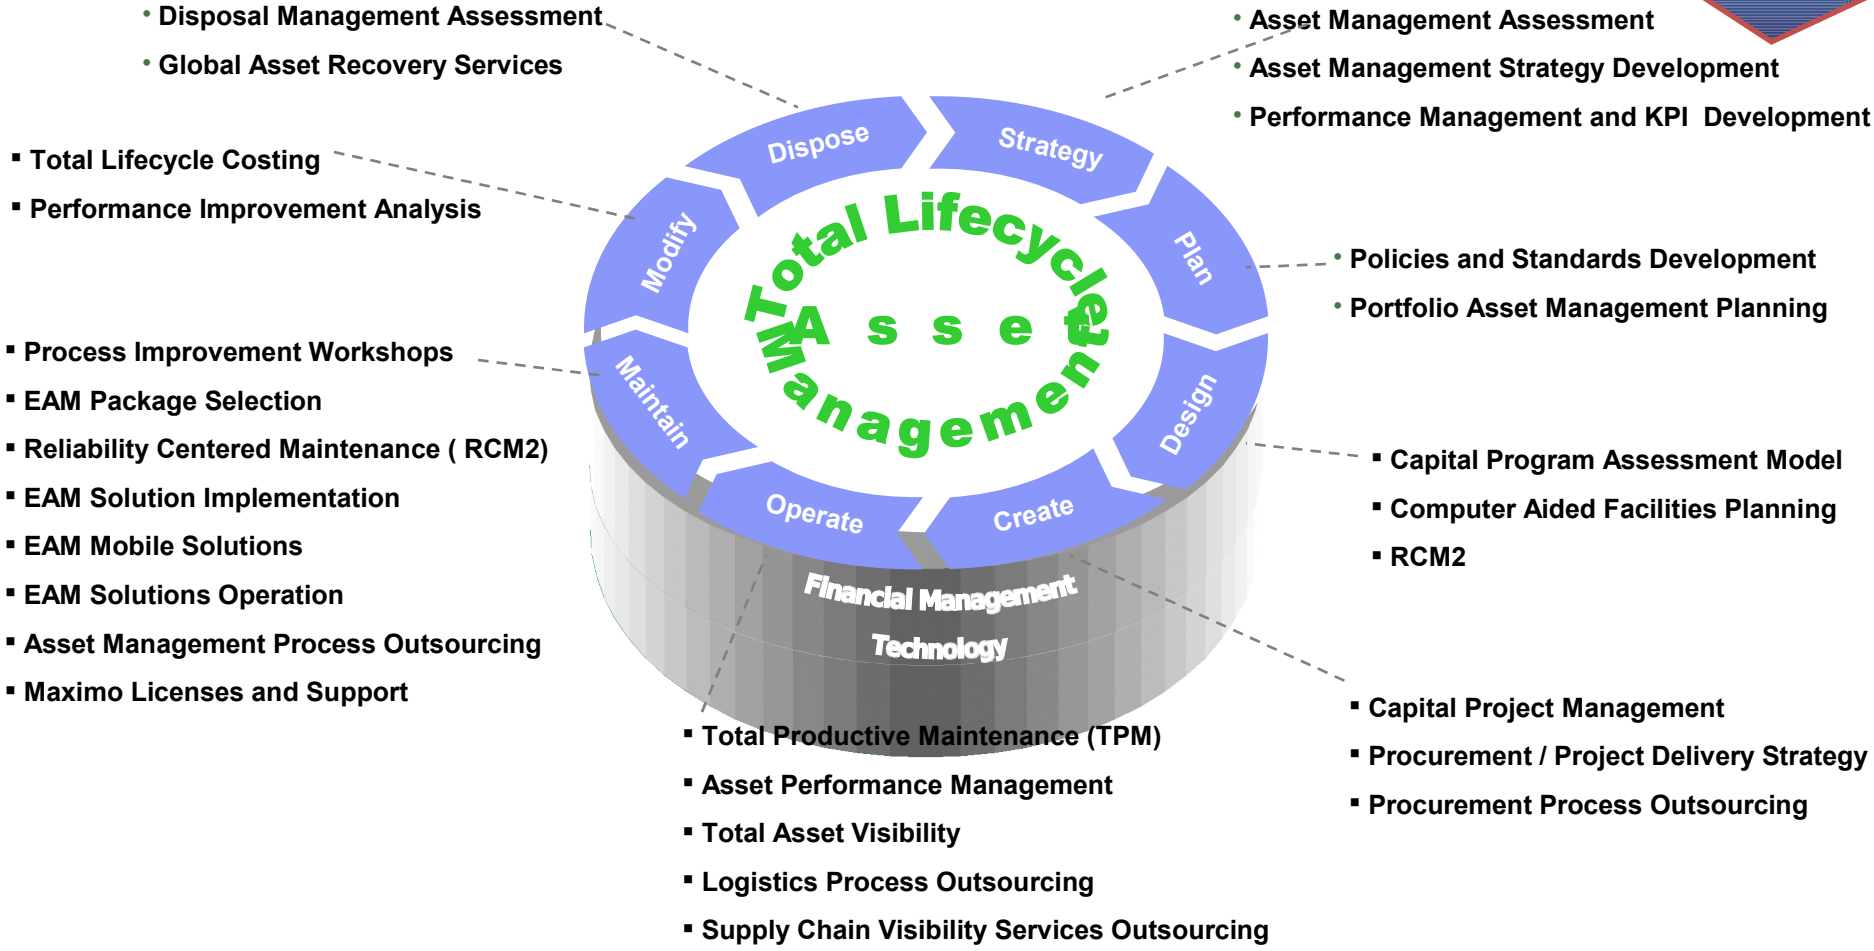 • Disposal Management Assessment
• Global Asset Recovery Services
• Asset Management Assessment
• Asset Management Strategy Development
• Performance Management and KPI  Development
▪ Total Lifecycle Costing
▪ Performance Improvement Analysis
Dispose
Strategy
Modify
Plan
Maintain
Design
Operate
Create
Total Lifecycle
Asset
Management
• Policies and Standards Development
• Portfolio Asset Management Planning
▪ Process Improvement Workshops
▪ EAM Package Selection
▪ Reliability Centered Maintenance ( RCM2)
▪ EAM Solution Implementation
▪ EAM Mobile Solutions
▪ EAM Solutions Operation
▪ Asset Management Process Outsourcing
▪ Maximo Licenses and Support
▪ Capital Program Assessment Model
▪ Computer Aided Facilities Planning
▪ RCM2
Financial Management
Technology
▪ Total Productive Maintenance (TPM)
▪ Asset Performance Management
▪ Total Asset Visibility
▪ Logistics Process Outsourcing
▪ Supply Chain Visibility Services Outsourcing
▪ Capital Project Management
▪ Procurement / Project Delivery Strategy
▪ Procurement Process Outsourcing